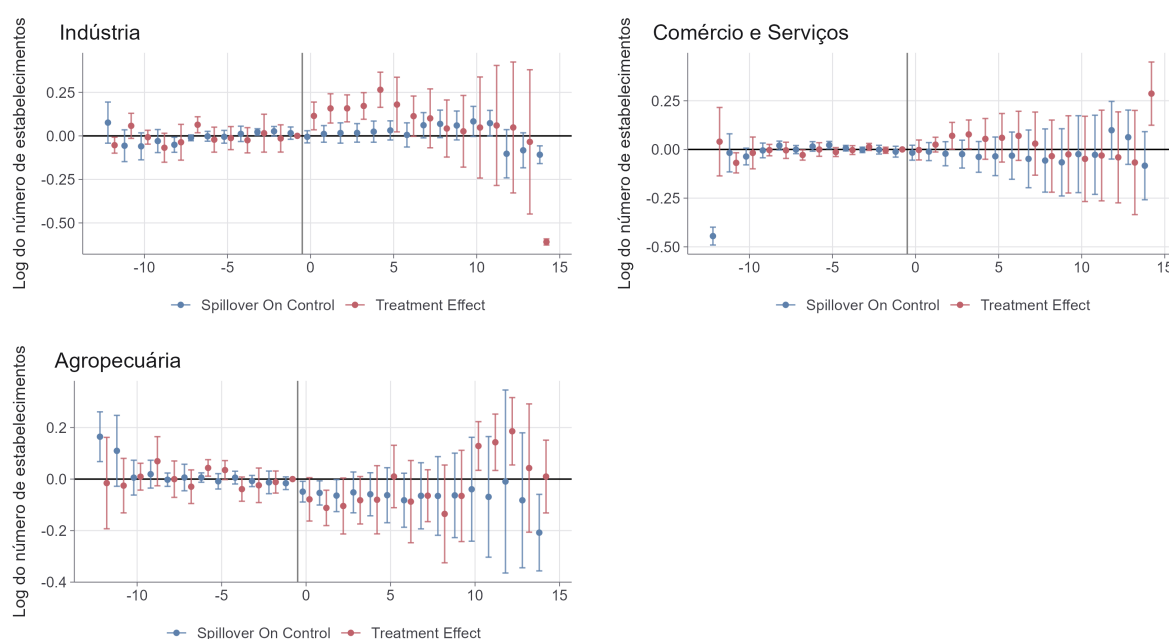 Indústria
Log do número de estabelecimentos
0.25
0.00
-0.25
-0.50
-10 -5 0 5 10 15
Spillover On Control Treatment Effect
Comércio e Serviços
Log do número de estabelecimentos
0.25
0.00
-0.25
-0.50
-10 -5 0 5 10 15
Spillover On Control Treatment Effect
Agropecuária
Log do número de estabelecimentos
0.2
0.0
-0.2
-0.4
-10 -5 0 5 10 15
Spillover On Control Treatment Effect